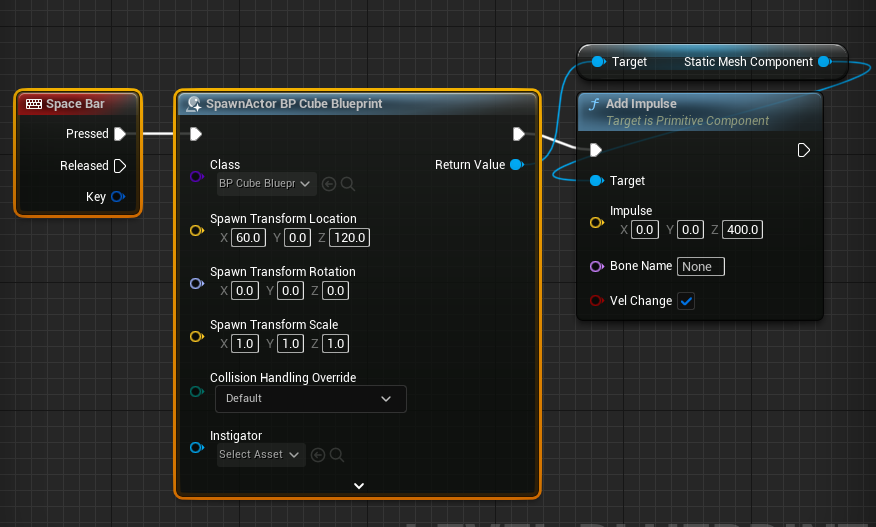 Space Bar
Pressed
Released
Key
SpawnActor BP Cube Blueprint
Return Value
Class
BP Cube Bluepr
Spawn Transform Location
X 60.0 Y 0.0 Z 120.0
Spawn Transform Rotation
X 0.0 Y 0.0 Z 0.0
Spawn Transform Scale
X 1.0 Y 1.0 Z 1.0
Collision Handling Override
Default
Instigator
Select Asset
Target Static Mesh Component
f Add Impulse
Target is Primitive Component
Target
Impulse
X 0.0 Y 0.0 Z 400.0
Bone Name None
Vel Change